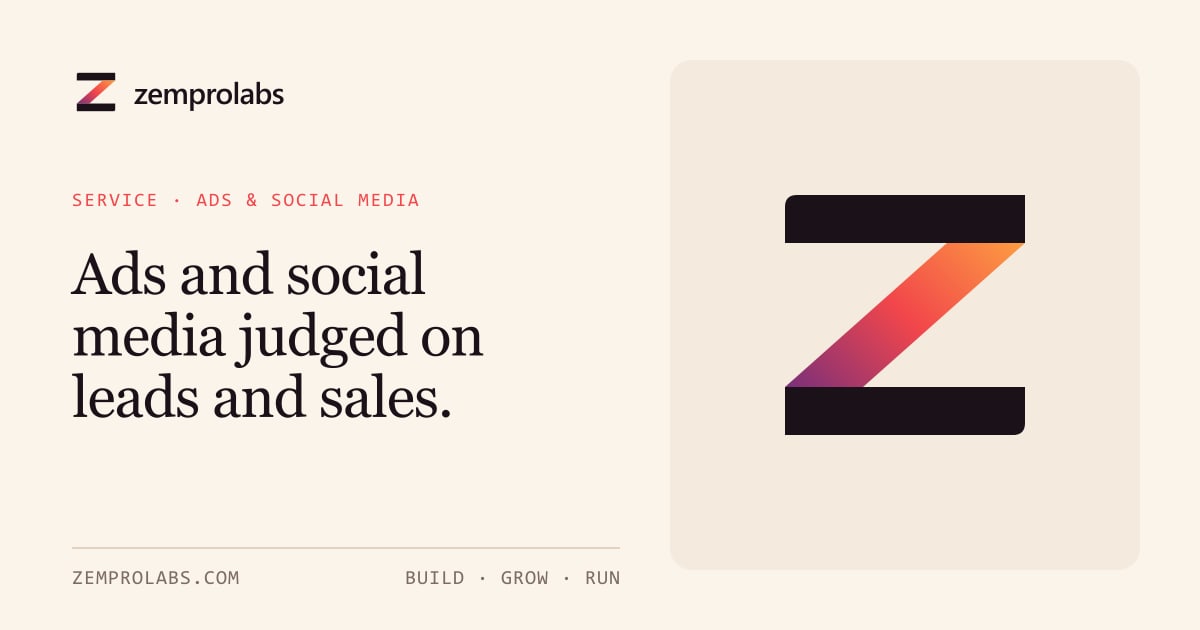 zemprolabs
SERVICE · ADS & SOCIAL MEDIA
Ads and social
media judged on
leads and sales.
ZEMPROLABS.COM
BUILD · GROW · RUN